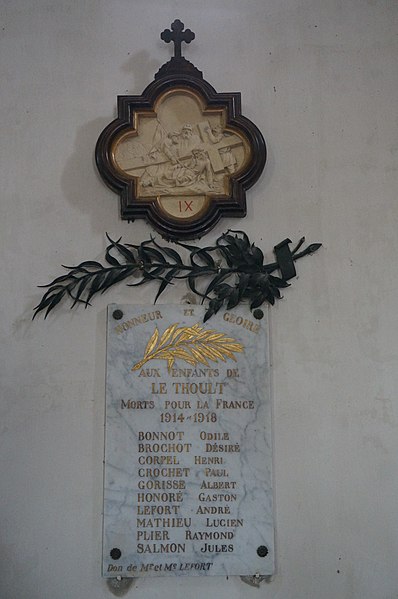 IX
HONNEUR ET GLOIRE
AUX ENFANTS DE
LE THOULT
MORTS POUR LA FRANCE
1914-1918
BONNOT ODILE
BROCHOT DÉSIRÉ
CORPEL HENRI
CROCHET PAUL
GORISSE ALBERT
HONORÉ GASTON
LEFORT ANDRÉ
MATHIEU LUCIEN
PLIER RAYMOND
SALMON JULES
Don de Mr et Me LEFORT